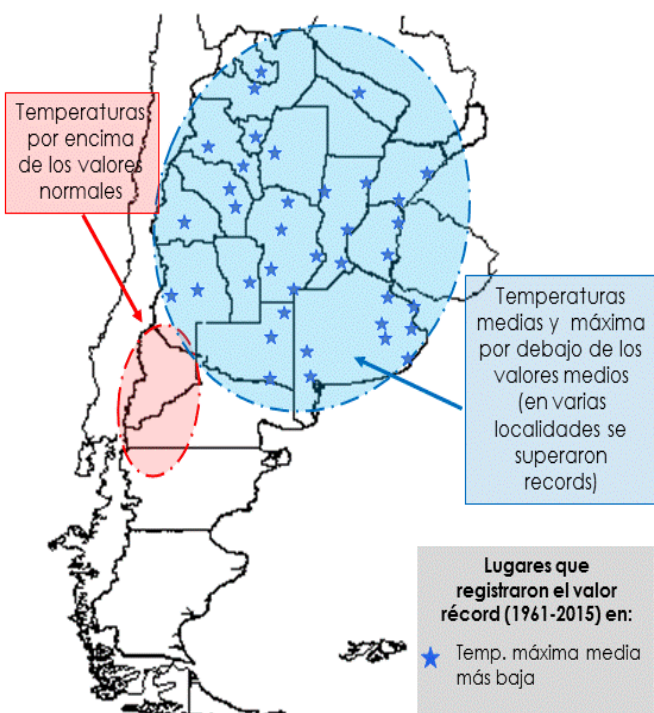 Temperaturas
por encima
de los valores
normales
Temperaturas
medias y máxima
por debajo de los
valores medios
(en varias
localidades se
superaron
records)
Lugares que
registraron el valor
récord (1961-2015) en:
Temp. máxima media
más baja